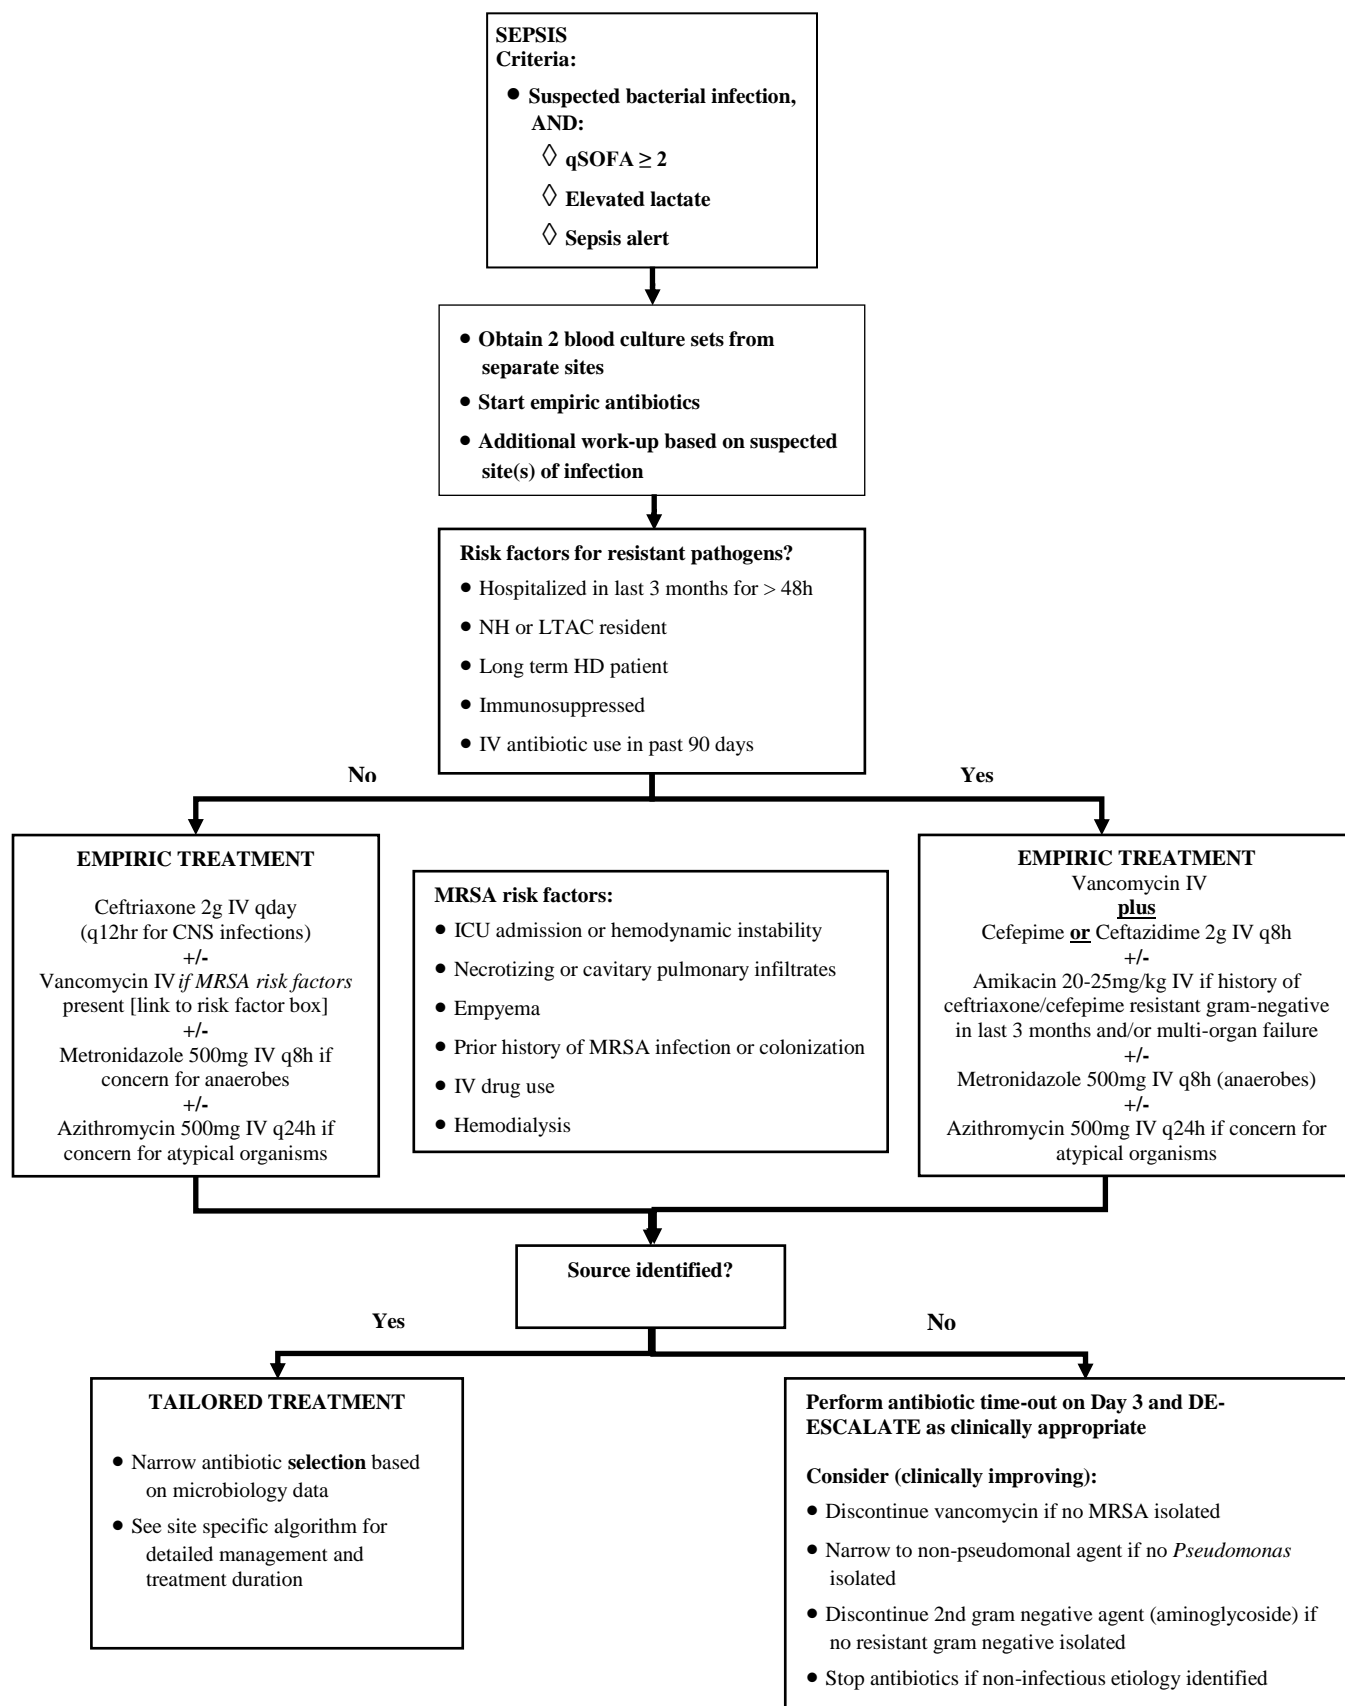 SEPSIS
Criteria:
• Suspected bacterial infection,
AND:
◊ qSOFA ≥ 2
◊ Elevated lactate
◊ Sepsis alert
• Obtain 2 blood culture sets from
separate sites
• Start empiric antibiotics
• Additional work-up based on suspected
site(s) of infection
Risk factors for resistant pathogens?
• Hospitalized in last 3 months for > 48h
• NH or LTAC resident
• Long term HD patient
• Immunosuppressed
• IV antibiotic use in past 90 days
No
Yes
EMPIRIC TREATMENT
Ceftriaxone 2g IV qday
(q12hr for CNS infections)
+/-
Vancomycin IV if MRSA risk factors
present [link to risk factor box]
+/-
Metronidazole 500mg IV q8h if
concern for anaerobes
+/-
Azithromycin 500mg IV q24h if
concern for atypical organisms
MRSA risk factors:
• ICU admission or hemodynamic instability
• Necrotizing or cavitary pulmonary infiltrates
• Empyema
• Prior history of MRSA infection or colonization
• IV drug use
• Hemodialysis
EMPIRIC TREATMENT
Vancomycin IV
plus
Cefepime or Ceftazidime 2g IV q8h
+/-
Amikacin 20-25mg/kg IV if history of
ceftriaxone/cefepime resistant gram-negative
in last 3 months and/or multi-organ failure
+/-
Metronidazole 500mg IV q8h (anaerobes)
+/-
Azithromycin 500mg IV q24h if concern for
atypical organisms
Source identified?
Yes
No
TAILORED TREATMENT
• Narrow antibiotic selection based
on microbiology data
• See site specific algorithm for
detailed management and
treatment duration
Perform antibiotic time-out on Day 3 and DE-
ESCALATE as clinically appropriate
Consider (clinically improving):
• Discontinue vancomycin if no MRSA isolated
• Narrow to non-pseudomonal agent if no Pseudomonas
isolated
• Discontinue 2nd gram negative agent (aminoglycoside) if
no resistant gram negative isolated
• Stop antibiotics if non-infectious etiology identified